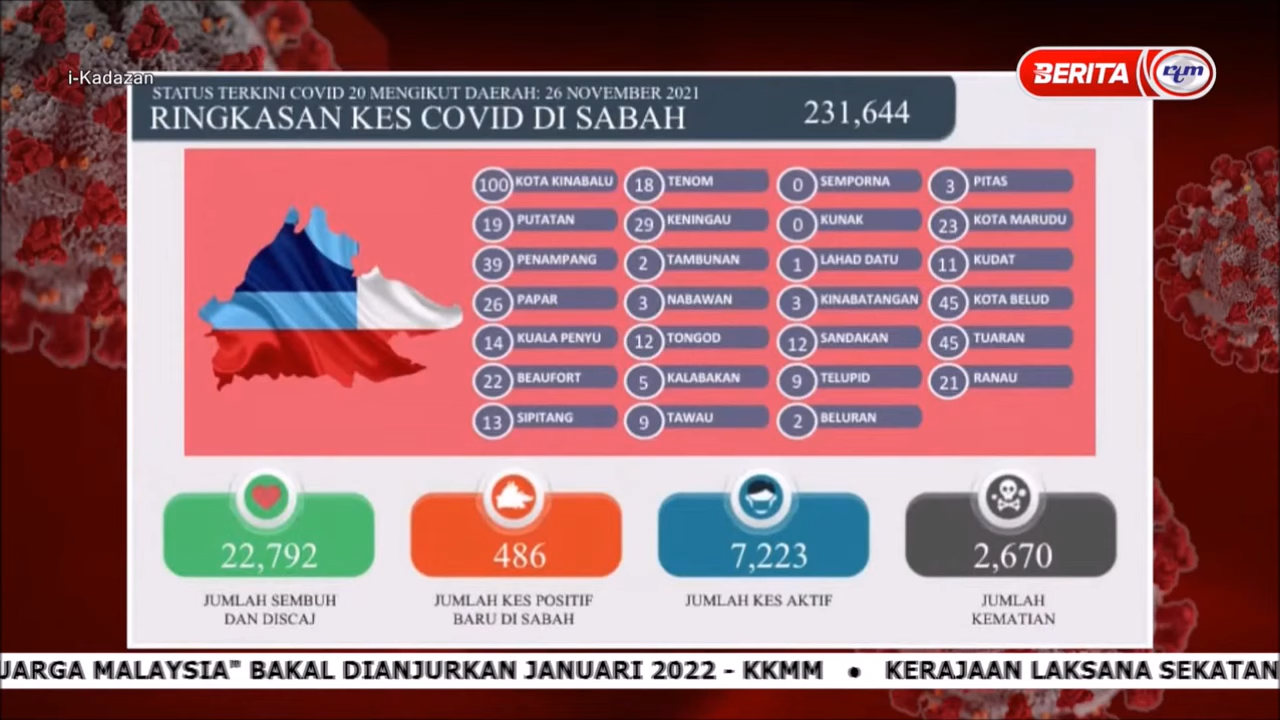 i-Kadazan
BERITA rtm
STATUS TERKINI COVID 20 MENGIKUT DAERAH: 26 NOVEMBER 2021
RINGKASAN KES COVID DI SABAH
231,644
100 KOTA KINABALU
19 PUTATAN
39 PENAMPANG
26 PAPAR
14 KUALA PENYU
22 BEAUFORT
13 SIPITANG
18 TENOM
29 KENINGAU
2 TAMBUNAN
3 NABAWAN
12 TONGOD
5 KALABAKAN
9 TAWAU
0 SEMPORNA
0 KUNAK
1 LAHAD DATU
3 KINABATANGAN
12 SANDAKAN
9 TELUPID
2 BELURAN
3 PITAS
23 KOTA MARUDU
11 KUDAT
45 KOTA BELUD
45 TUARAN
21 RANAU
22,792
JUMLAH SEMBUH
DAN DISCAJ
486
JUMLAH KES POSITIF
BARU DI SABAH
7,223
JUMLAH KES AKTIF
2,670
JUMLAH
KEMATIAN
UARGA MALAYSIA" BAKAL DIANJURKAN JANUARI 2022 - KKMM • KERAJAAN LAKSANA SEKATAN